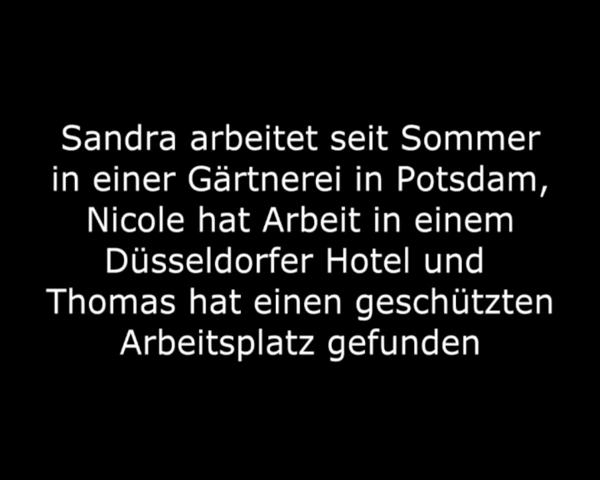 Sandra arbeitet seit Sommer
in einer Gärtnerei in Potsdam,
Nicole hat Arbeit in einem
Düsseldorfer Hotel und
Thomas hat einen geschützten
Arbeitsplatz gefunden